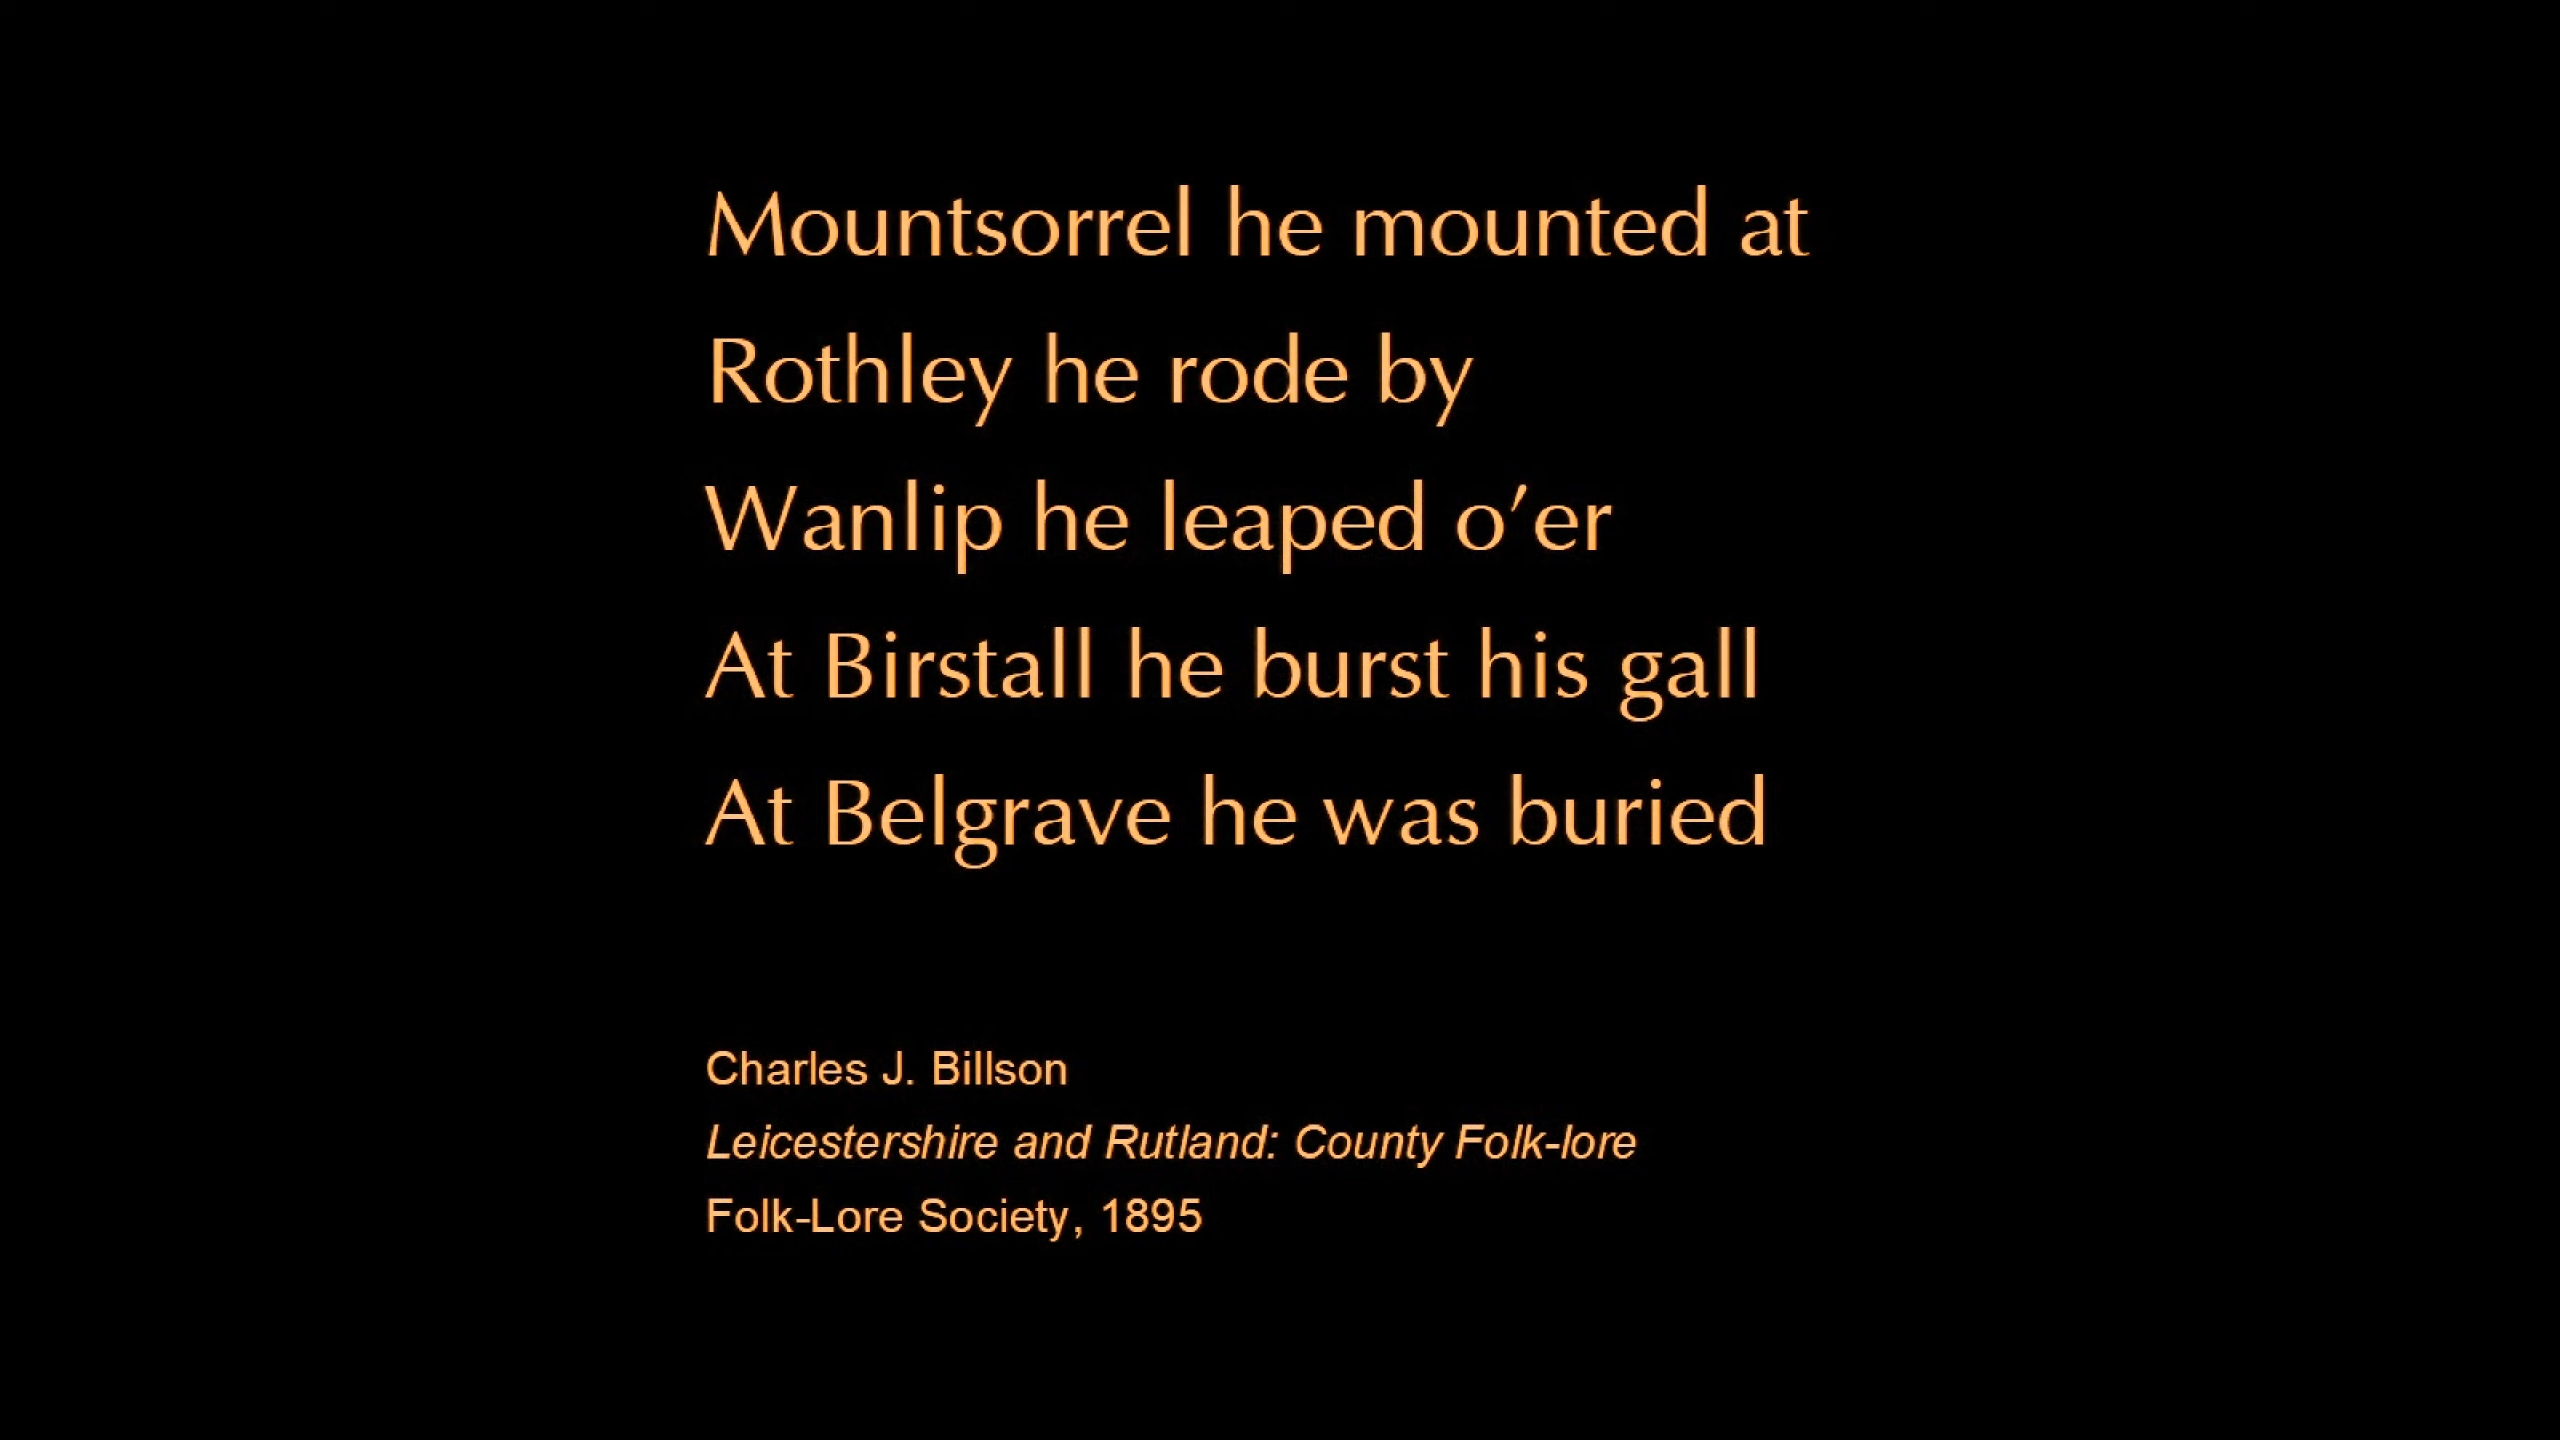 Mountsorrel he mounted at
Rothley he rode by
Wanlip he leaped o’er
At Birstall he burst his gall
At Belgrave he was buried
Charles J. Billson
Leicestershire and Rutland: County Folk-lore
Folk-Lore Society, 1895